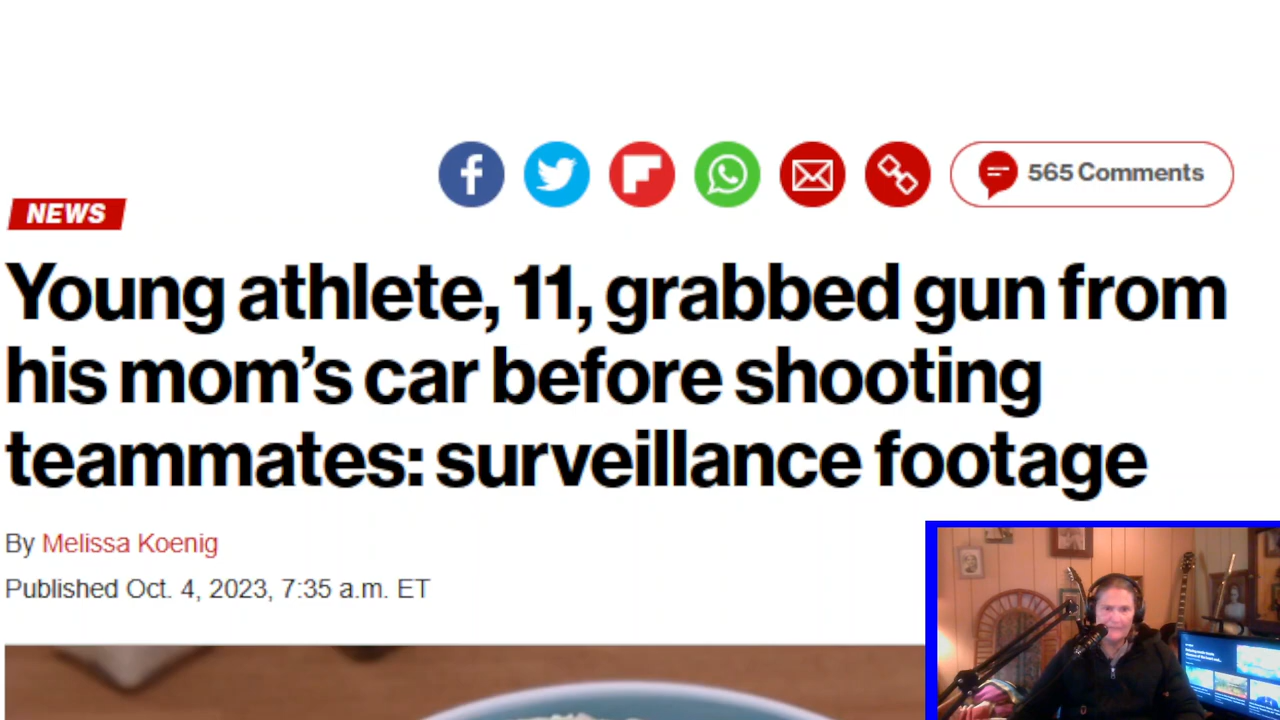 565 Comments
NEWS
Young athlete, 11, grabbed gun from
his mom’s car before shooting
teammates: surveillance footage
By Melissa Koenig
Published Oct. 4, 2023, 7:35 a.m. ET